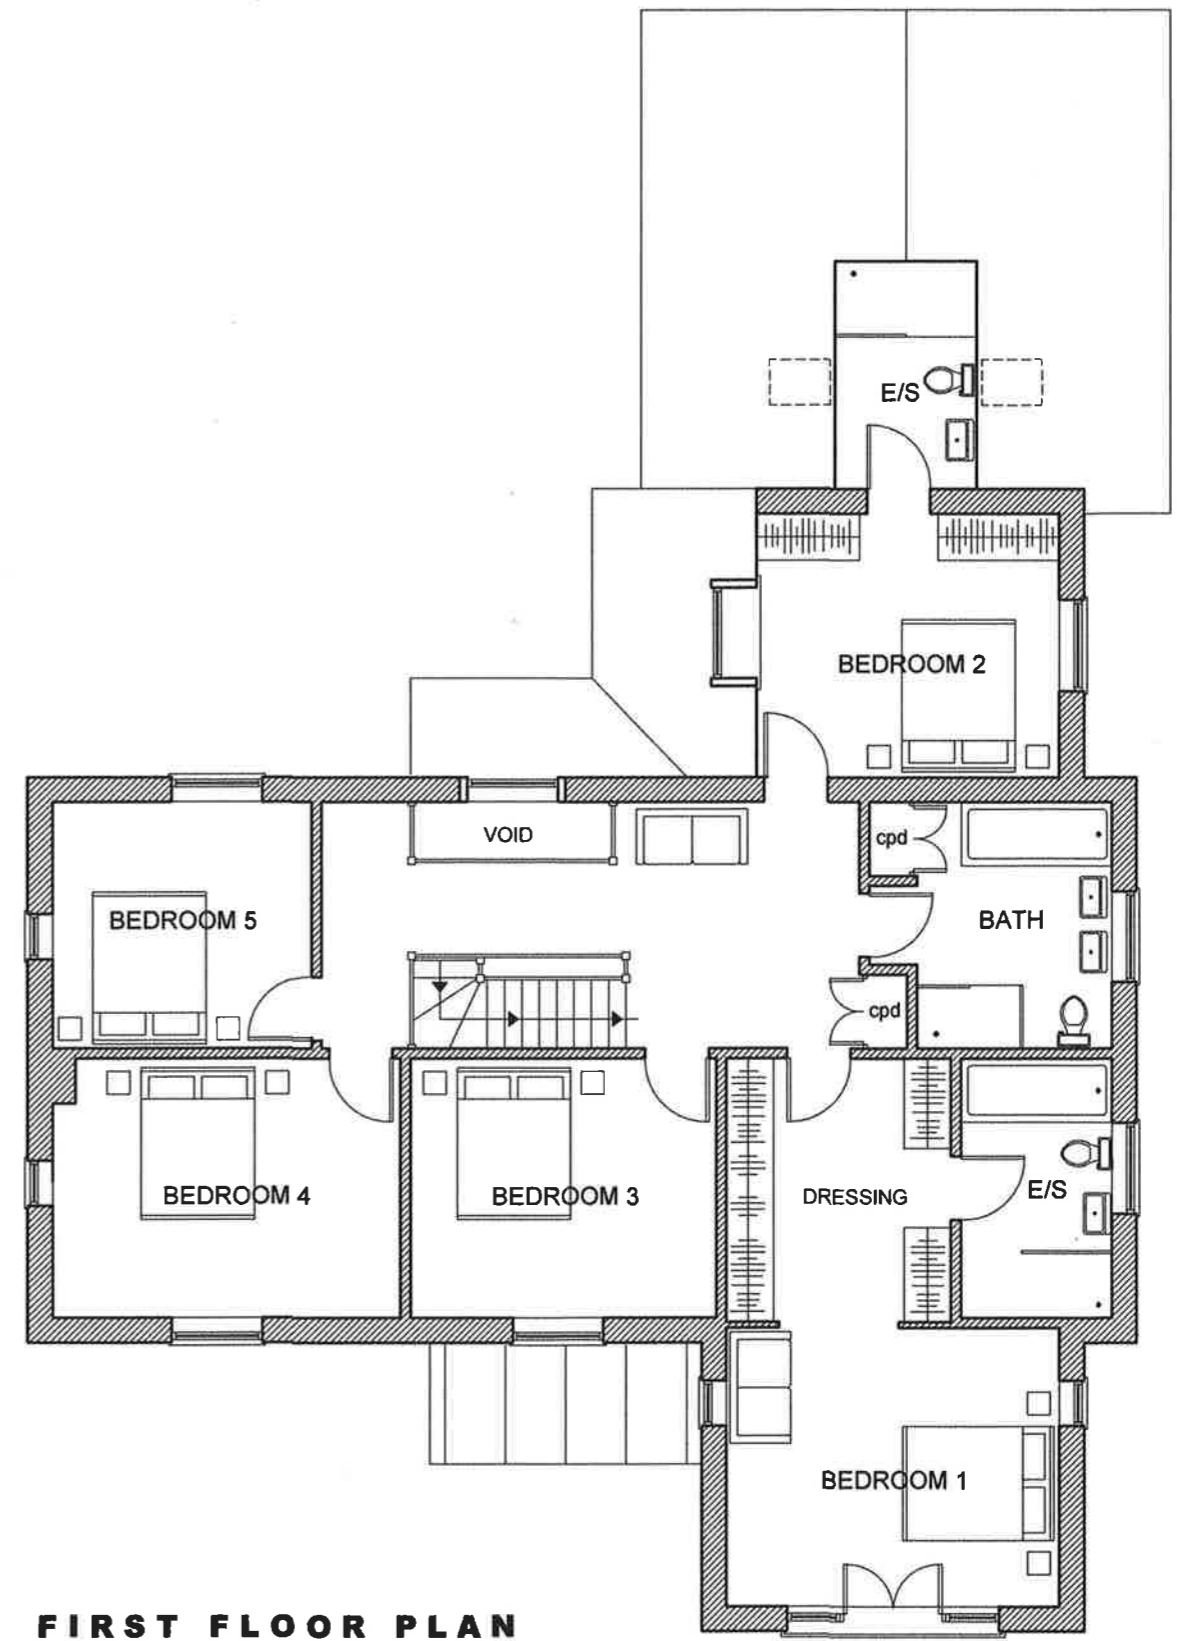 E/S
BEDROOM 2
VOID
cpd
BEDROOM 5
BATH
cpd
BEDROOM 4
BEDROOM 3
DRESSING
E/S
BEDROOM 1
FIRST FLOOR PLAN